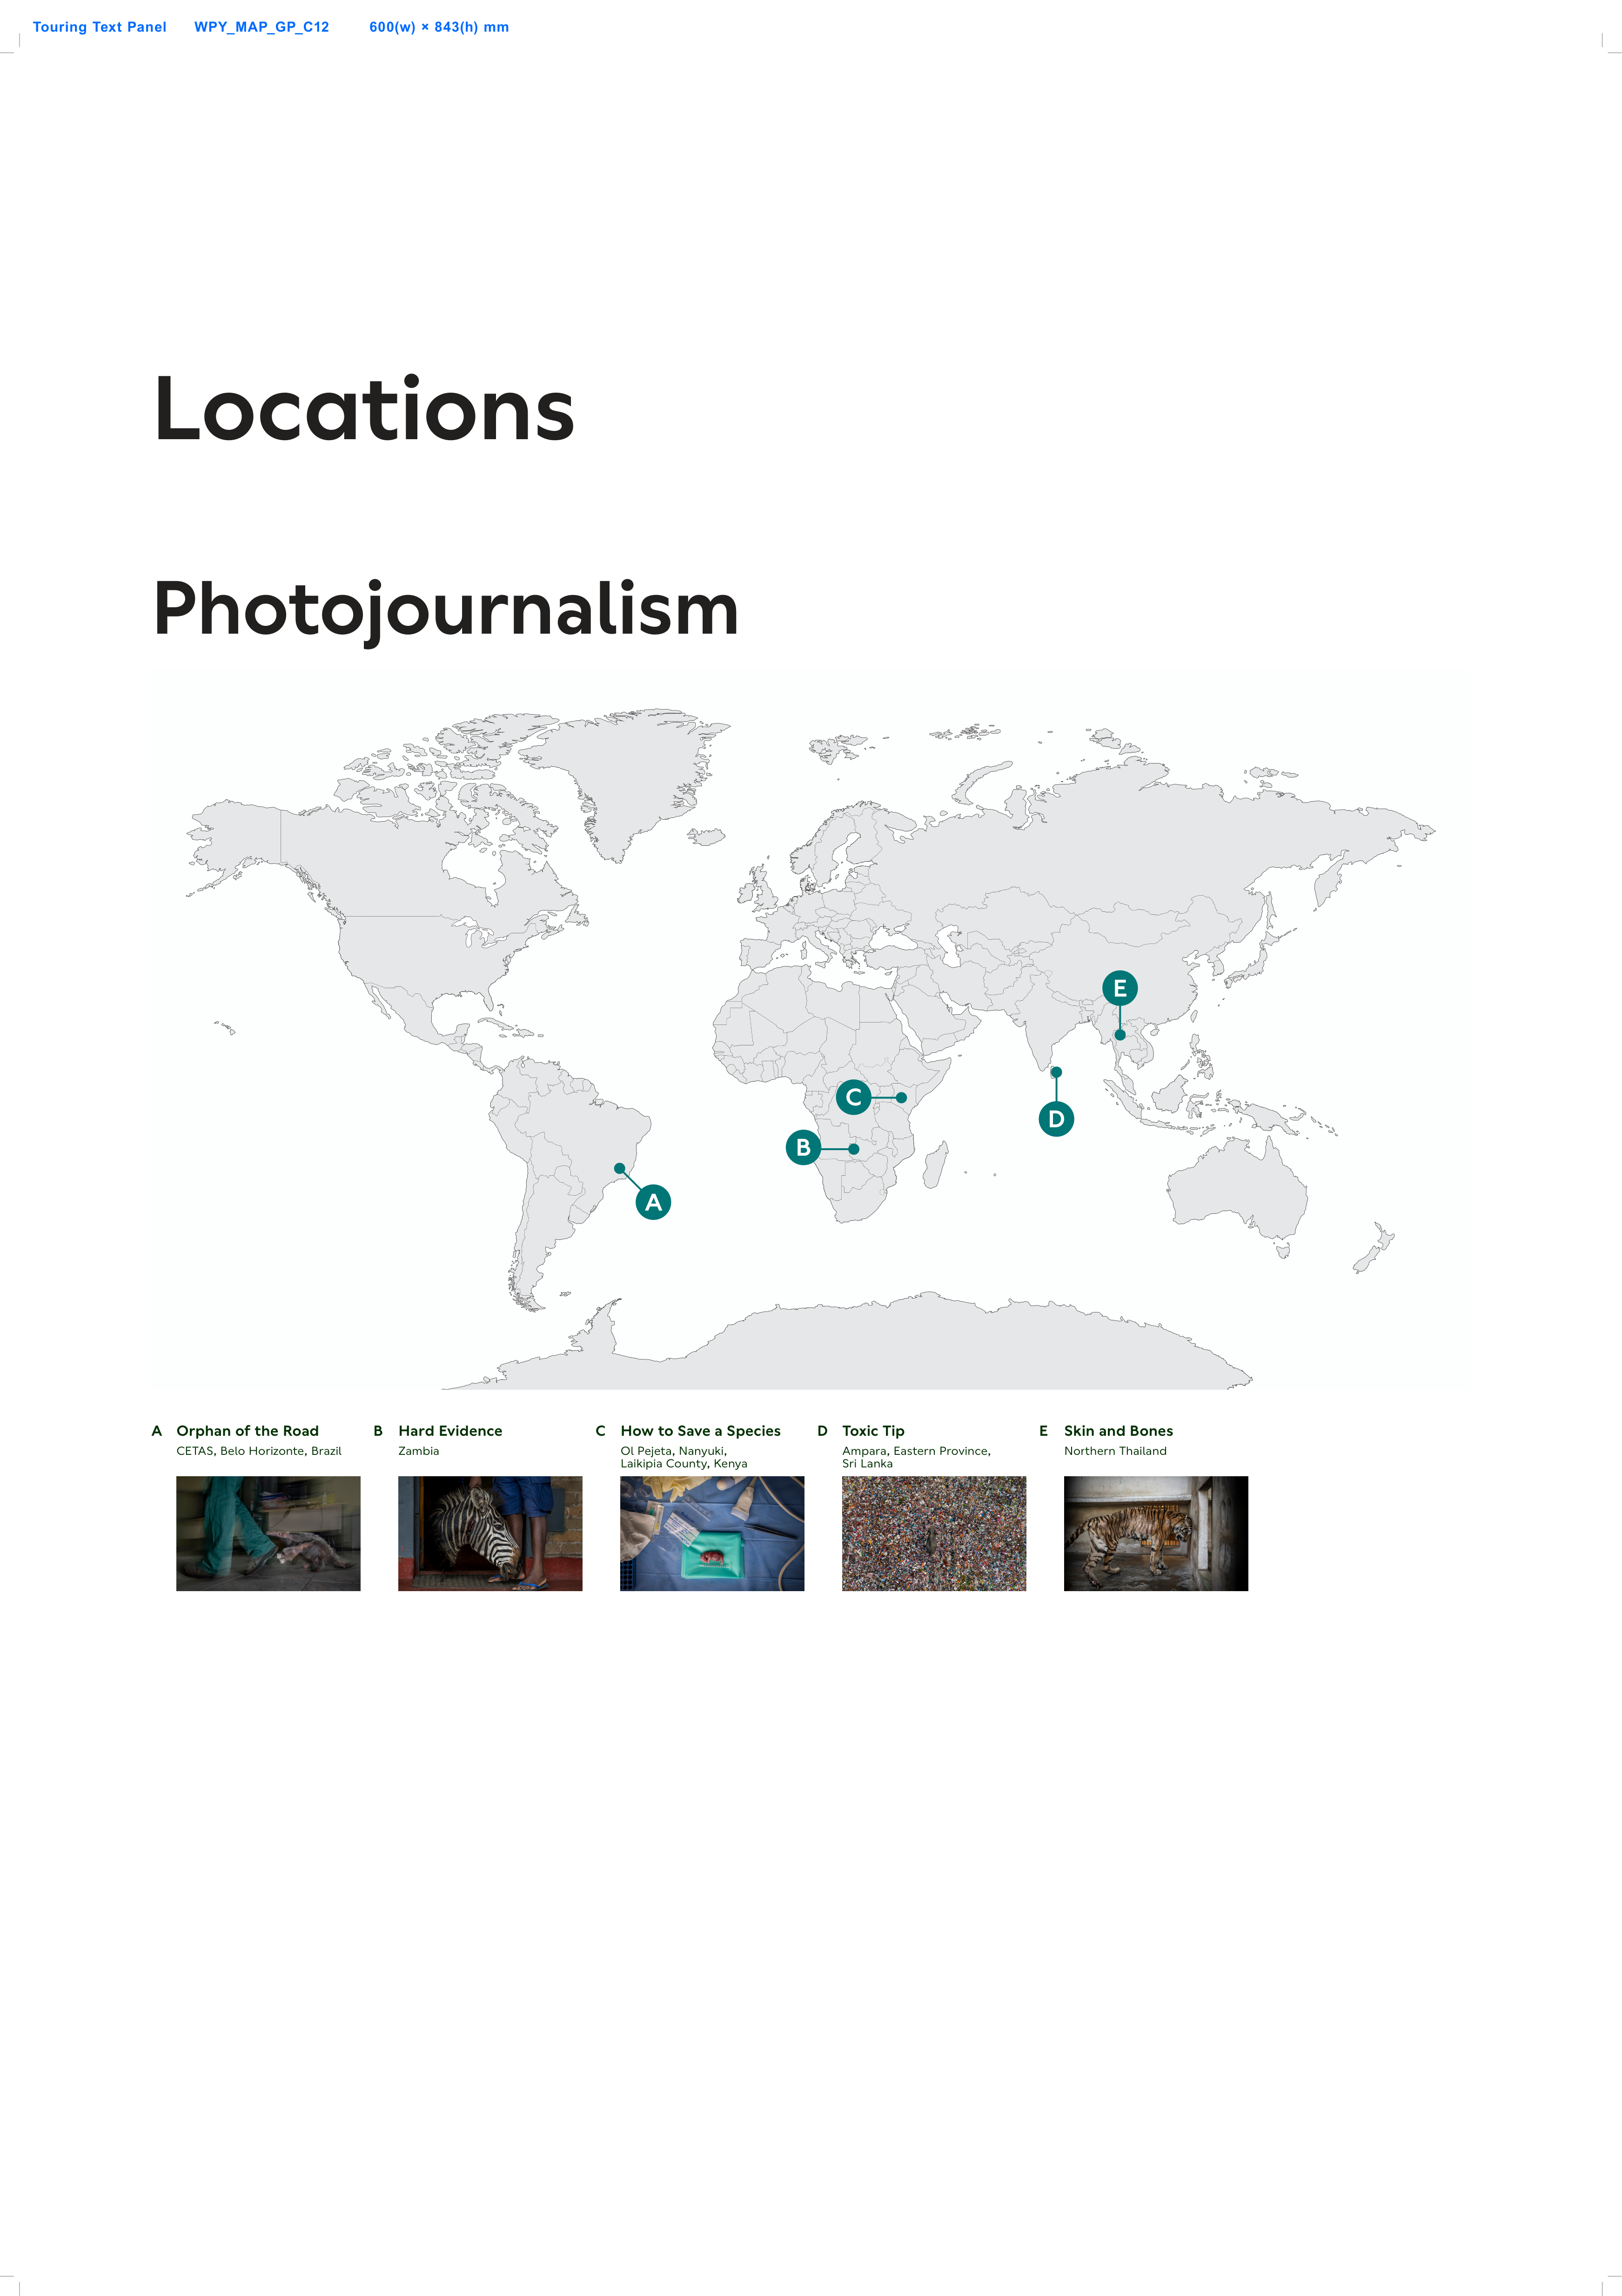 Touring Text Panel WPY_MAP_GP_C12 600(w) × 843(h) mm
Locations
Photojournalism
E
C
D
B
A
A Orphan of the Road
CETAS, Belo Horizonte, Brazil
B Hard Evidence
Zambia
C How to Save a Species
Ol Pejeta, Nanyuki,
Laikipia County, Kenya
D Toxic Tip
Ampara, Eastern Province,
Sri Lanka
E Skin and Bones
Northern Thailand